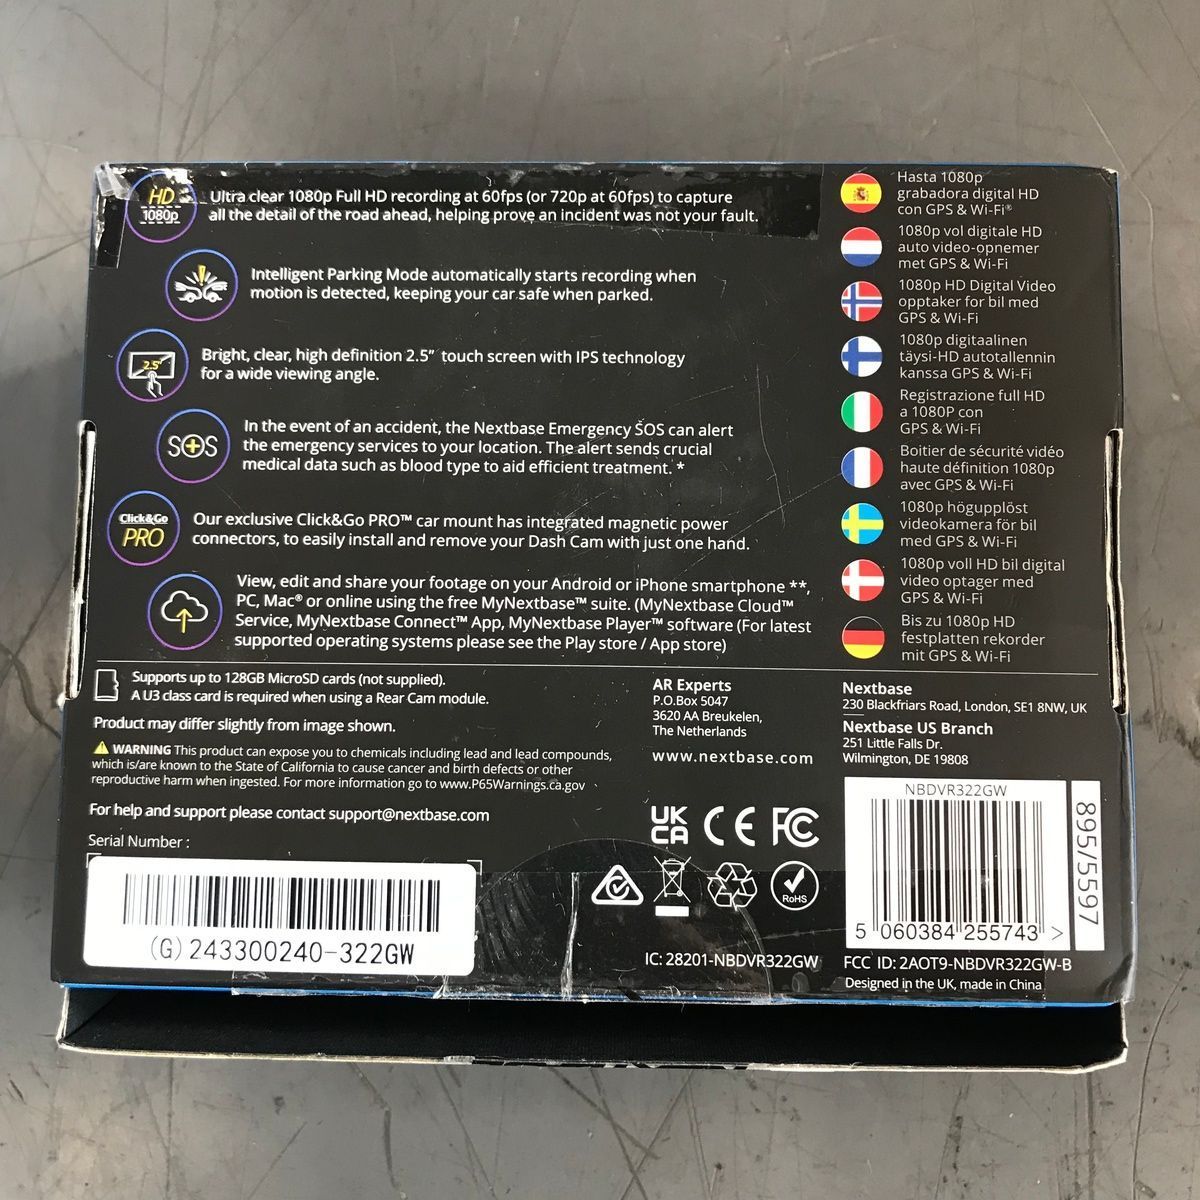 HD
1080p
Ultra clear 1080p Full HD recording at 60fps (or 720p at 60fps) to capture
all the detail of the road ahead, helping prove an incident was not your fault.
Intelligent Parking Mode automatically starts recording when
motion is detected, keeping your car safe when parked.
2.5"
Bright, clear, high definition 2.5" touch screen with IPS technology
for a wide viewing angle.
SOS
In the event of an accident, the Nextbase Emergency SOS can alert
the emergency services to your location. The alert sends crucial
medical data such as blood type to aid efficient treatment. *
Click&Go
PRO
Our exclusive Click&Go PRO™ car mount has integrated magnetic power
connectors, to easily install and remove your Dash Cam with just one hand.
View, edit and share your footage on your Android or iPhone smartphone **,
PC, Mac® or online using the free MyNextbase™ suite. (MyNextbase Cloud™
Service, MyNextbase Connect™ App, MyNextbase Player™ software (For latest
supported operating systems please see the Play store / App store)
Hasta 1080p
grabadora digital HD
con GPS & Wi-Fi®
1080p vol digitale HD
auto video-opnemer
met GPS & Wi-Fi
1080p HD Digital Video
opptaker for bil med
GPS & Wi-Fi
1080p digitaalinen
täysi-HD autotallennin
kanssa GPS & Wi-Fi
Registrazione full HD
a 1080P con
GPS & Wi-Fi
Boitier de sécurité vidéo
haute définition 1080p
avec GPS & Wi-Fi
1080p högupplöst
videokamera för bil
med GPS & Wi-Fi
1080p voll HD bil digital
video optager med
GPS & Wi-Fi
Bis zu 1080p HD
festplatten rekorder
mit GPS & Wi-Fi
Supports up to 128GB MicroSD cards (not supplied).
A U3 class card is required when using a Rear Cam module.
Product may differ slightly from image shown.
WARNING This product can expose you to chemicals including lead and lead compounds,
which is/are known to the State of California to cause cancer and birth defects or other
reproductive harm when ingested. For more information go to www.P65Warnings.ca.gov
For help and support please contact support@nextbase.com
Serial Number :
(G) 243300240-322GW
AR Experts
P.O.Box 5047
3620 AA Breukelen,
The Netherlands
www.nextbase.com
Nextbase
230 Blackfriars Road, London, SE1 8NW, UK
Nextbase US Branch
251 Little Falls Dr.
Wilmington, DE 19808
UK
CA
CE
FC
RoHS
NBDVR322GW
5 060384 255743 >
895/5597
IC: 28201-NBDVR322GW
FCC ID: 2AOT9-NBDVR322GW-B
Designed in the UK, made in China